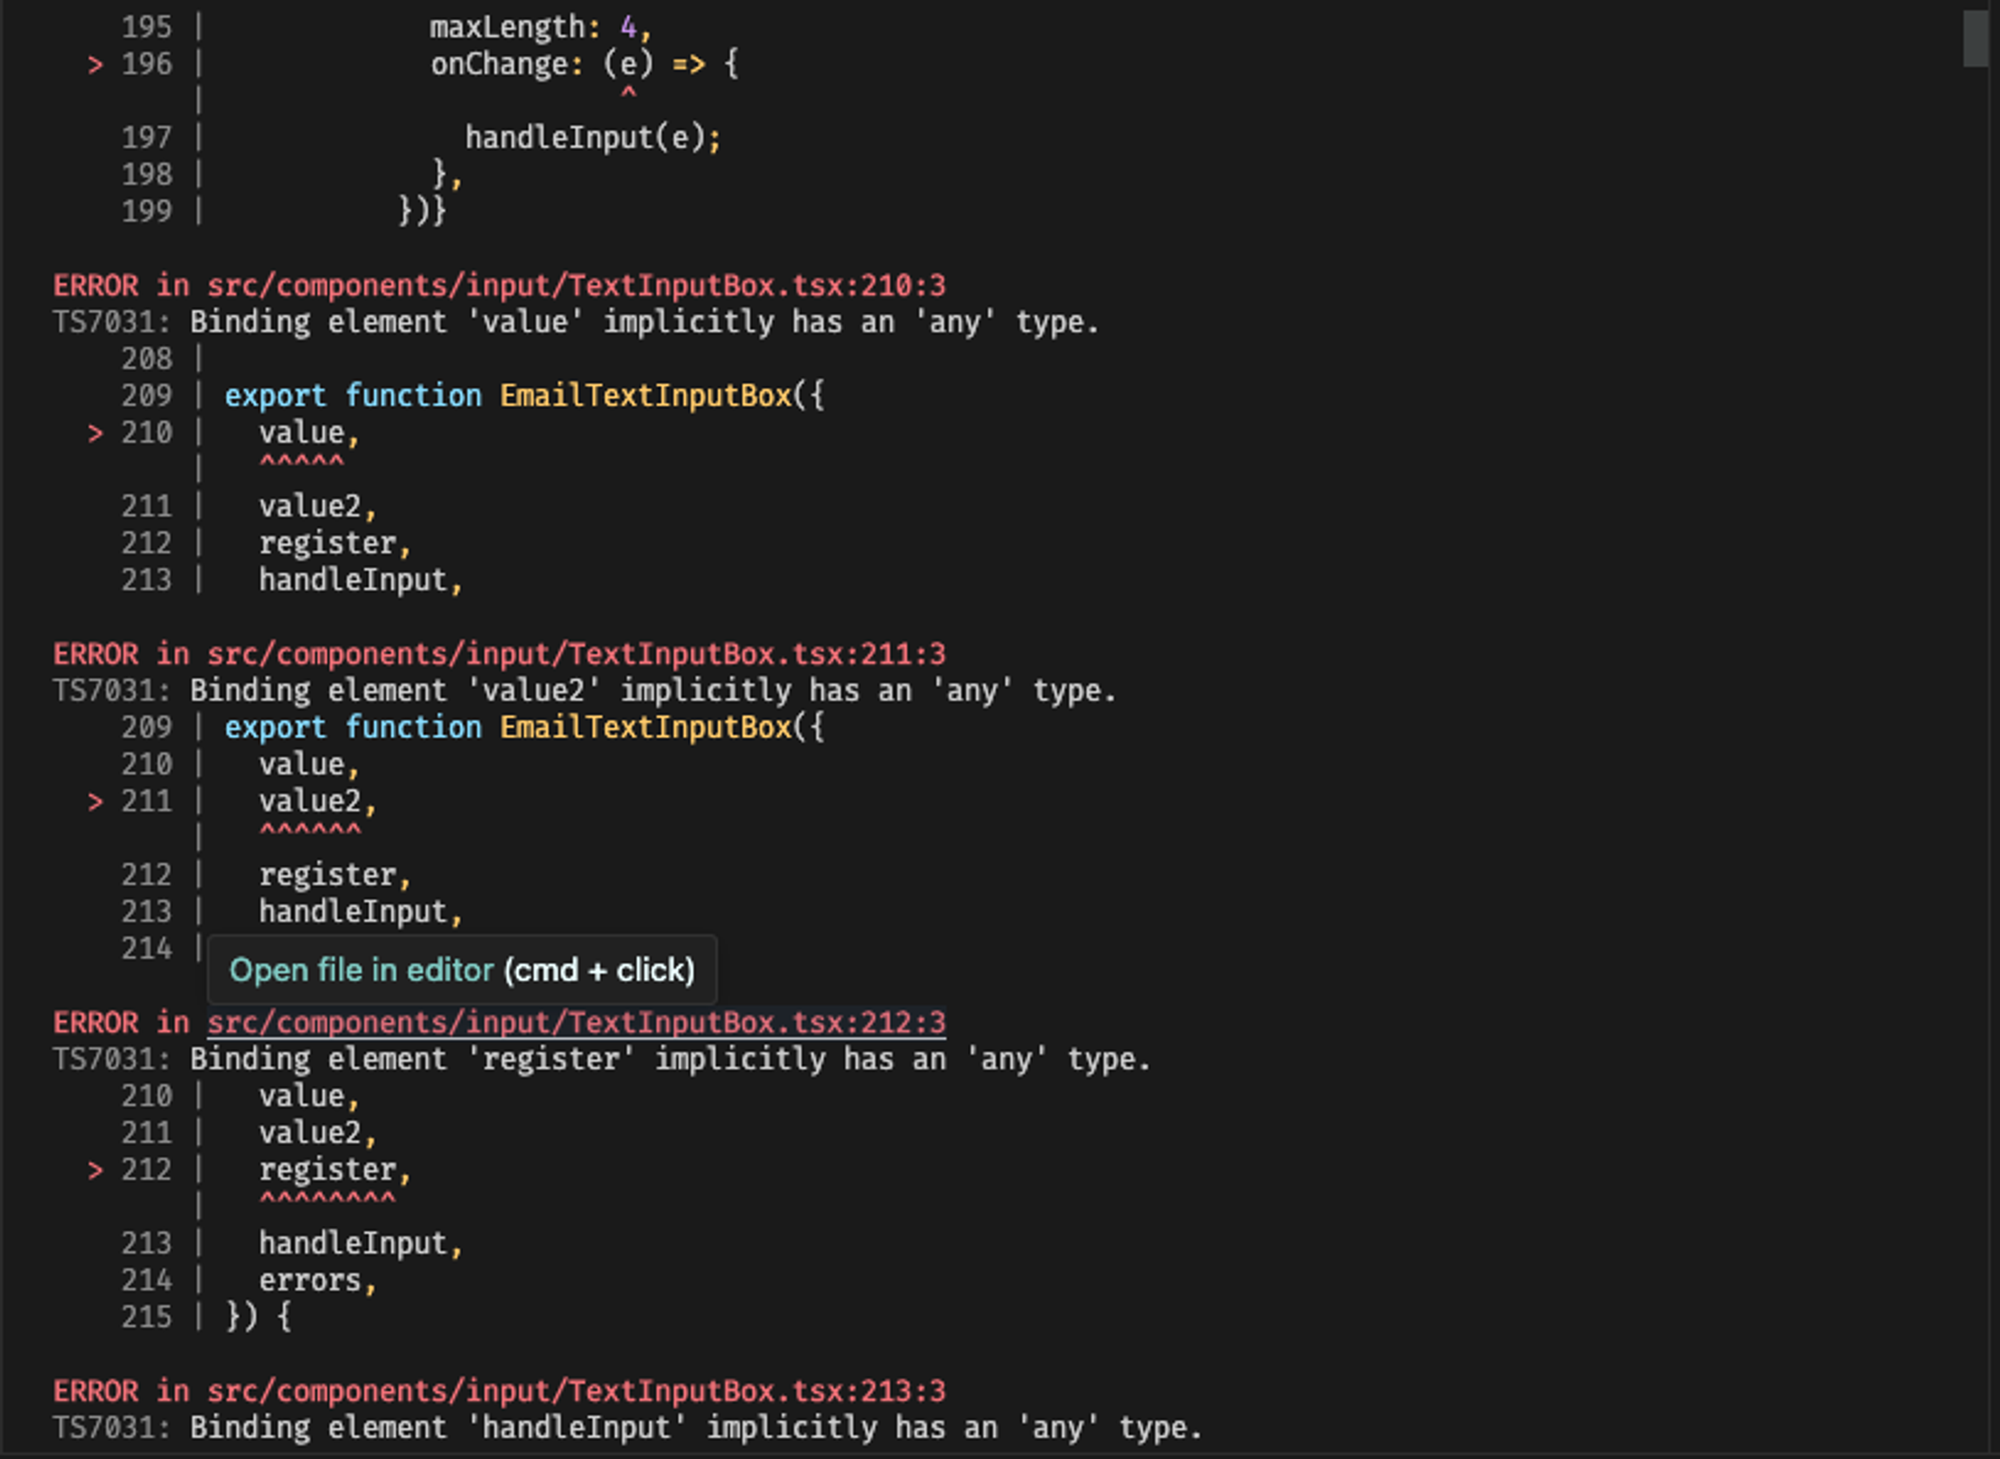 195 |             maxLength: 4,
> 196 |             onChange: (e) => {
|                        ^
197 |               handleInput(e);
198 |             },
199 |           })}
ERROR in src/components/input/TextInputBox.tsx:210:3
TS7031: Binding element 'value' implicitly has an 'any' type.
208 |
209 | export function EmailTextInputBox({
> 210 |   value,
|   ^^^^^
211 |   value2,
212 |   register,
213 |   handleInput,
ERROR in src/components/input/TextInputBox.tsx:211:3
TS7031: Binding element 'value2' implicitly has an 'any' type.
209 | export function EmailTextInputBox({
210 |   value,
> 211 |   value2,
|   ^^^^^^
212 |   register,
213 |   handleInput,
214 |
Open file in editor (cmd + click)
ERROR in src/components/input/TextInputBox.tsx:212:3
TS7031: Binding element 'register' implicitly has an 'any' type.
210 |   value,
211 |   value2,
> 212 |   register,
|   ^^^^^^^^
213 |   handleInput,
214 |   errors,
215 | }) {
ERROR in src/components/input/TextInputBox.tsx:213:3
TS7031: Binding element 'handleInput' implicitly has an 'any' type.